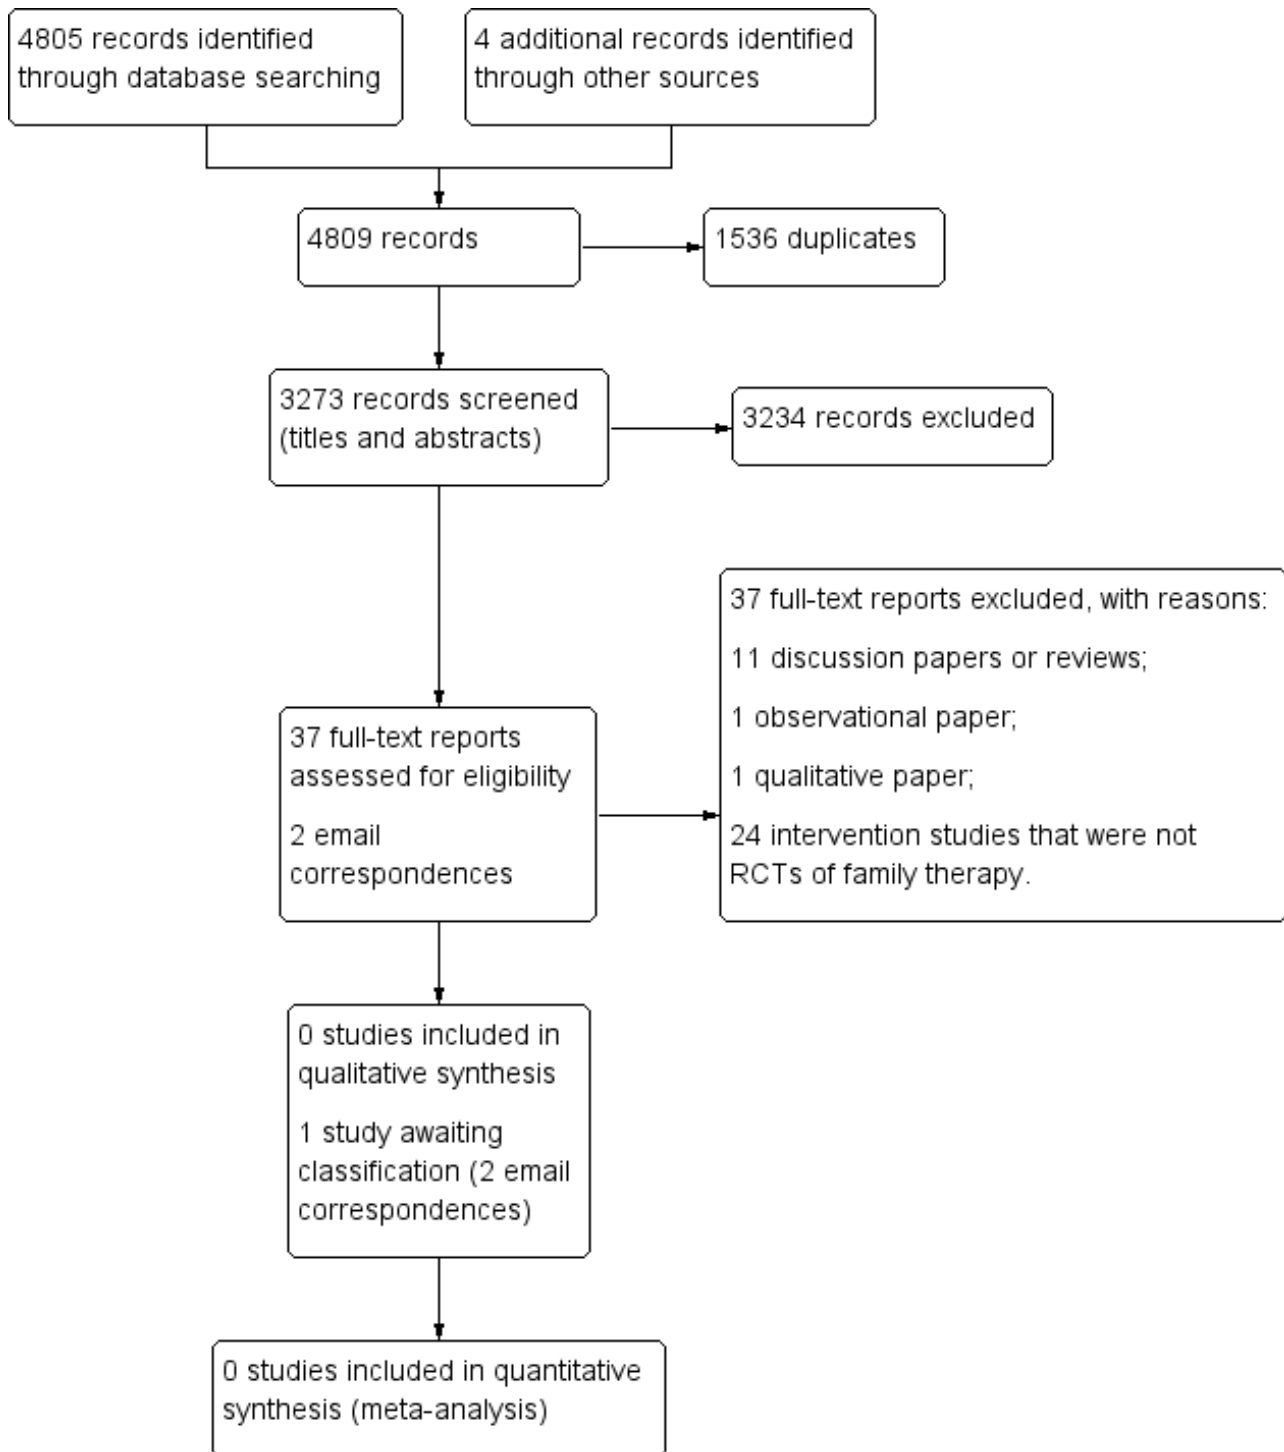 4805 records identified
through database searching
4 additional records identified
through other sources
4809 records
1536 duplicates
3273 records screened
(titles and abstracts)
3234 records excluded
37 full-text reports
assessed for eligibility
2 email
correspondences
37 full-text reports excluded, with reasons:
11 discussion papers or reviews;
1 observational paper;
1 qualitative paper;
24 intervention studies that were not
RCTs of family therapy.
0 studies included in
qualitative synthesis
1 study awaiting
classification (2 email
correspondences)
0 studies included in quantitative
synthesis (meta-analysis)